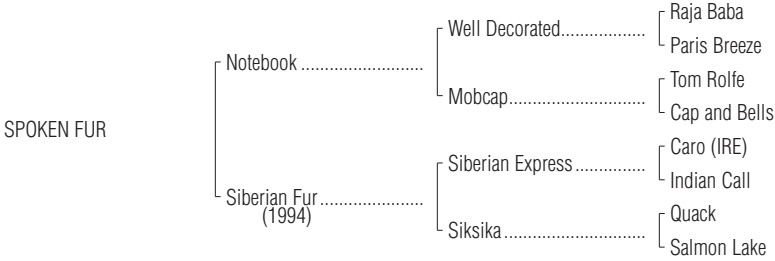 Raja Baba
Well Decorated......................
Paris Breeze
Notebook ..........................
Tom Rolfe
Mobcap..............................
Cap and Bells
SPOKEN FUR
Caro (IRE)
Siberian Express ................
Indian Call
Siberian Fur ......................
(1994)
Quack
Siksika ...............................
Salmon Lake